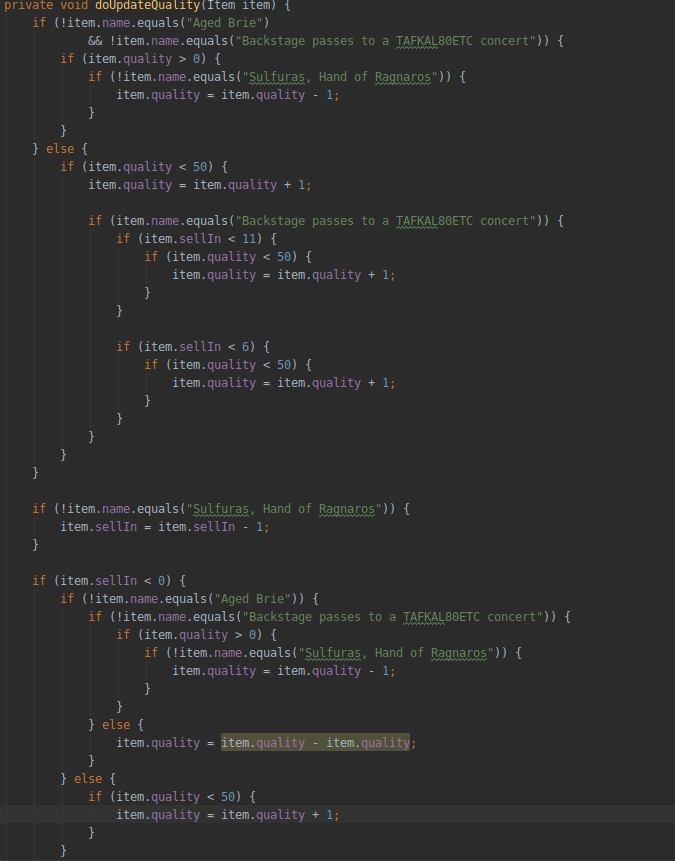 private void doUpdateQuality(Item item) {
    if (!item.name.equals("Aged Brie")
            && !item.name.equals("Backstage passes to a TAFKAL80ETC concert")) {
        if (item.quality > 0) {
            if (!item.name.equals("Sulfuras, Hand of Ragnaros")) {
                item.quality = item.quality - 1;
            }
        }
    } else {
        if (item.quality < 50) {
            item.quality = item.quality + 1;

            if (item.name.equals("Backstage passes to a TAFKAL80ETC concert")) {
                if (item.sellIn < 11) {
                    if (item.quality < 50) {
                        item.quality = item.quality + 1;
                    }
                }

                if (item.sellIn < 6) {
                    if (item.quality < 50) {
                        item.quality = item.quality + 1;
                    }
                }
            }
        }
    }

    if (!item.name.equals("Sulfuras, Hand of Ragnaros")) {
        item.sellIn = item.sellIn - 1;
    }

    if (item.sellIn < 0) {
        if (!item.name.equals("Aged Brie")) {
            if (!item.name.equals("Backstage passes to a TAFKAL80ETC concert")) {
                if (item.quality > 0) {
                    if (!item.name.equals("Sulfuras, Hand of Ragnaros")) {
                        item.quality = item.quality - 1;
                    }
                }
            } else {
                item.quality = item.quality - item.quality;
            }
        } else {
            if (item.quality < 50) {
                item.quality = item.quality + 1;
            }
        }